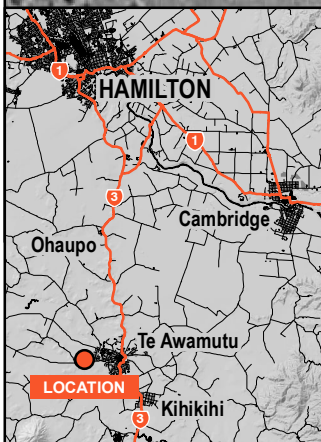 1
HAMILTON
1
3
Cambridge
Ohaupo
Te Awamutu
LOCATION
Kihikihi
3